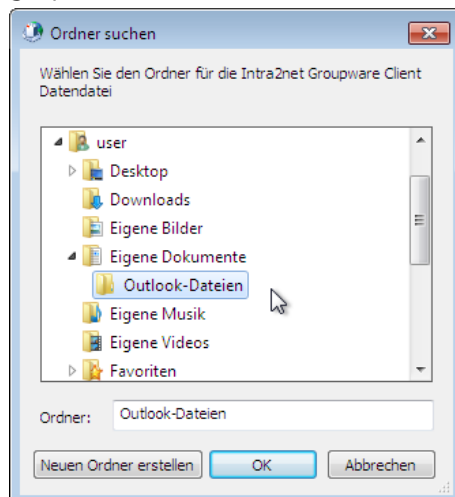 Ordner suchen
Wählen Sie den Ordner für die Intra2net Groupware Client
Datendatei
user
Desktop
Downloads
Eigene Bilder
Eigene Dokumente
Outlook-Dateien
Eigene Musik
Eigene Videos
Favoriten
Ordner: Outlook-Dateien
Neuen Ordner erstellen OK Abbrechen